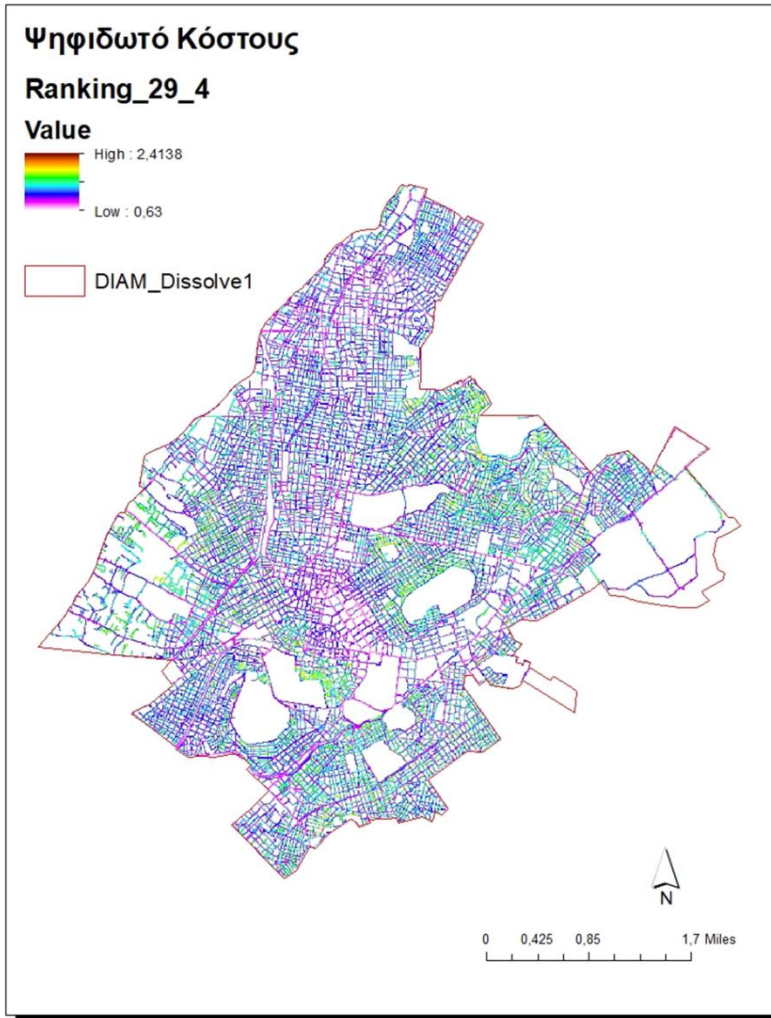 Ψηφιδωτό Κόστους
Ranking_29_4
Value
High : 2,4138
Low : 0,63
DIAM_Dissolve1
N
0 0,425 0,85 1,7 Miles